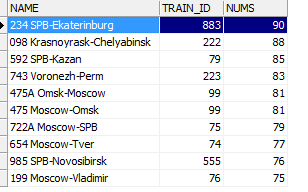 NAME TRAIN_ID NUMS
234 SPB-Ekaterinburg 883 90
098 Krasnoyrask-Chelyabinsk 222 88
592 SPB-Kazan 79 85
743 Voronezh-Perm 223 83
475A Omsk-Moscow 99 81
475 Moscow-Omsk 99 81
722A Moscow-SPB 75 79
654 Moscow-Tver 74 77
985 SPB-Novosibirsk 555 76
199 Moscow-Vladimir 76 75